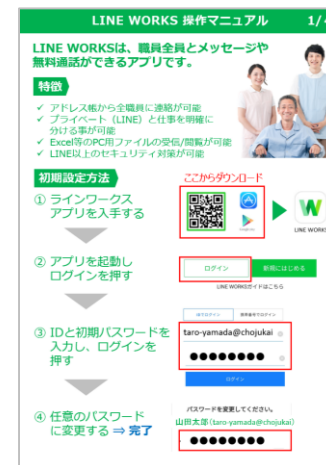 LINE WORKS 操作マニュアル
LINE WORKSは、職員全員とメッセージや
無料通話ができるアプリです。
特徴
✓ アドレス帳から全職員に連絡が可能
✓ プライベート（LINE）と仕事を明確に
分ける事が可能
✓ Excel等のPC用ファイルの受信/閲覧が可能
✓ LINE以上のセキュリティ対策が可能
初期設定方法
ここからダウンロード
① ラインワークス
アプリを入手する
LINE WORKS
② アプリを起動し
ログインを押す
ログイン
新規にはじめる
LINE WORKSガイドはこちら
③ IDと初期パスワードを
入力し、ログインを
押す
taro-yamada@chojukai
●●●●●●●●
ログイン
④ 任意のパスワード
に変更する ⇒ 完了
パスワードを変更してください。
山田太郎(taro-yamada@chojukai)
●●●●●●●●